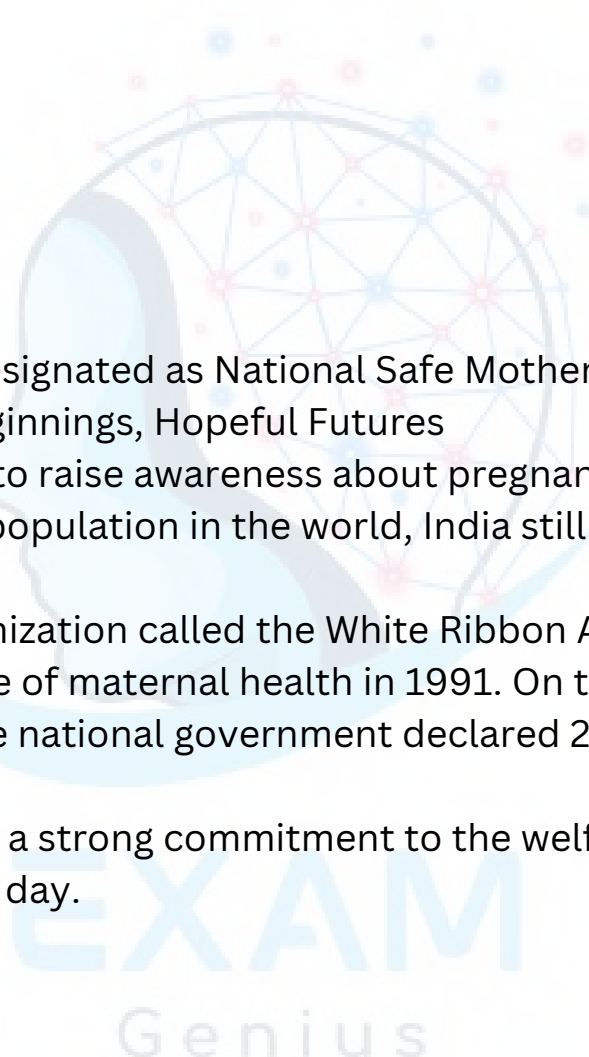 signated as National Safe Mother
ginnings, Hopeful Futures
to raise awareness about pregnan
population in the world, India still
nization called the White Ribbon A
e of maternal health in 1991. On t
e national government declared 2
a strong commitment to the welf
day.
EXAM
Genius